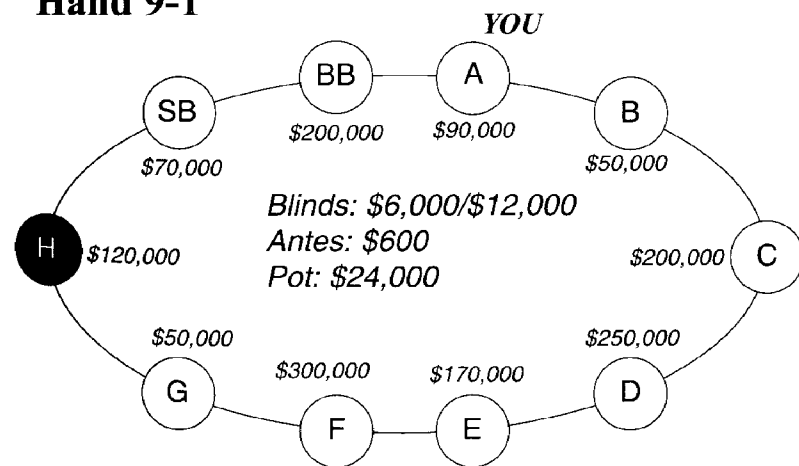 Hand 9-1
YOU
BB
A
SB
B
$200,000
$90,000
$70,000
$50,000
Blinds: $6,000/$12,000
Antes: $600
Pot: $24,000
H
$120,000
$200,000
C
$50,000
$300,000
$170,000
$250,000
G
F
E
D